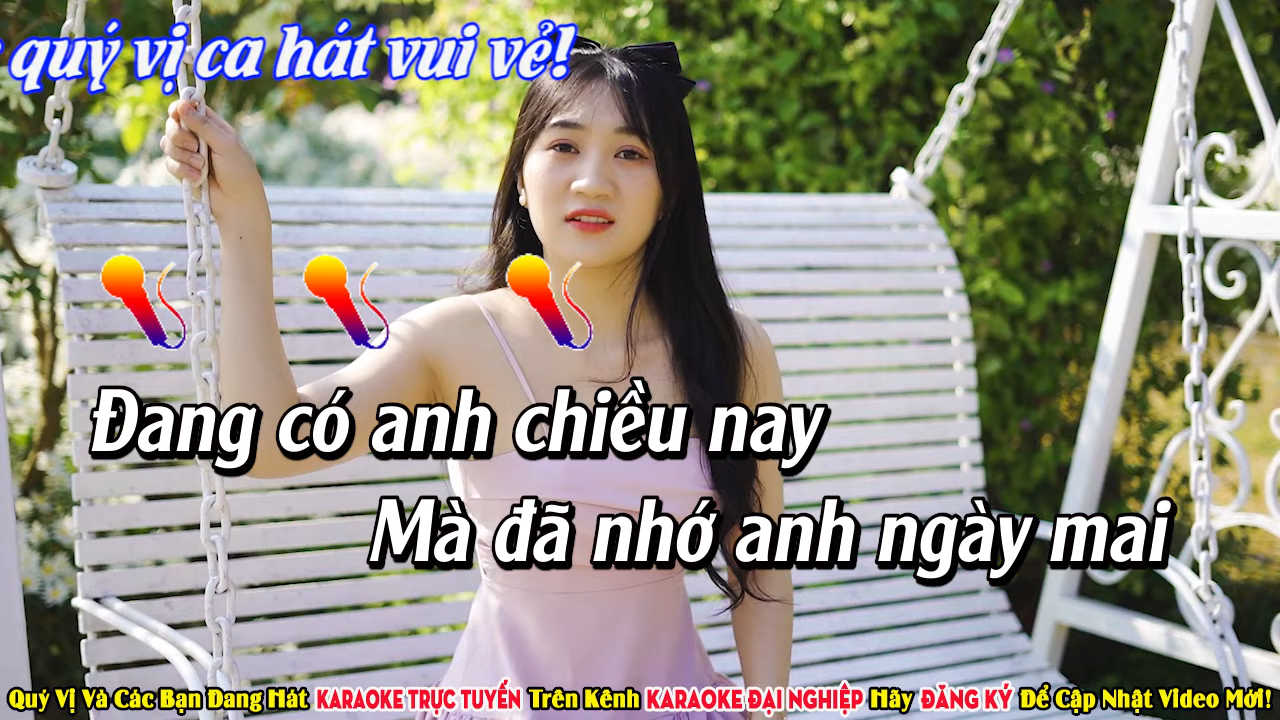 quý vị ca hát vui vẻ!
Đang có anh chiều nay
Mà đã nhớ anh ngày mai
Quý Vị Và Các Bạn Đang Hát KARAOKE TRỰC TUYẾN Trên Kênh KARAOKE ĐẠI NGHIỆP Hãy ĐĂNG KÝ Để Cập Nhật Video Mới!